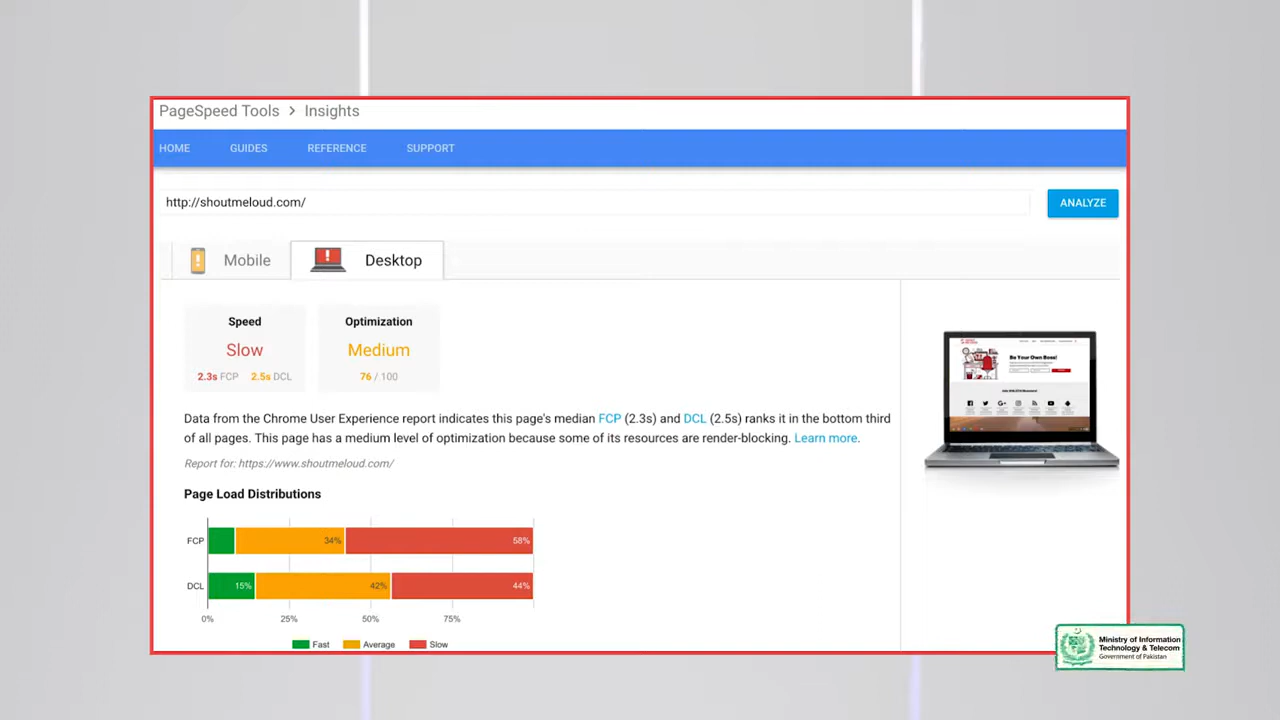 PageSpeed Tools > Insights
HOME GUIDES REFERENCE SUPPORT
http://shoutmeloud.com/
ANALYZE
Mobile
Desktop
Speed
Slow
2.3s FCP 2.5s DCL
Optimization
Medium
76 / 100
Data from the Chrome User Experience report indicates this page's median FCP (2.3s) and DCL (2.5s) ranks it in the bottom third
of all pages. This page has a medium level of optimization because some of its resources are render-blocking. Learn more.
Report for: https://www.shoutmeloud.com/
Page Load Distributions
FCP 34% 58%
DCL 15% 42% 44%
0% 25% 50% 75%
Fast Average Slow
Be Your Own Boss!
Ministry of Information
Technology & Telecom
Government of Pakistan